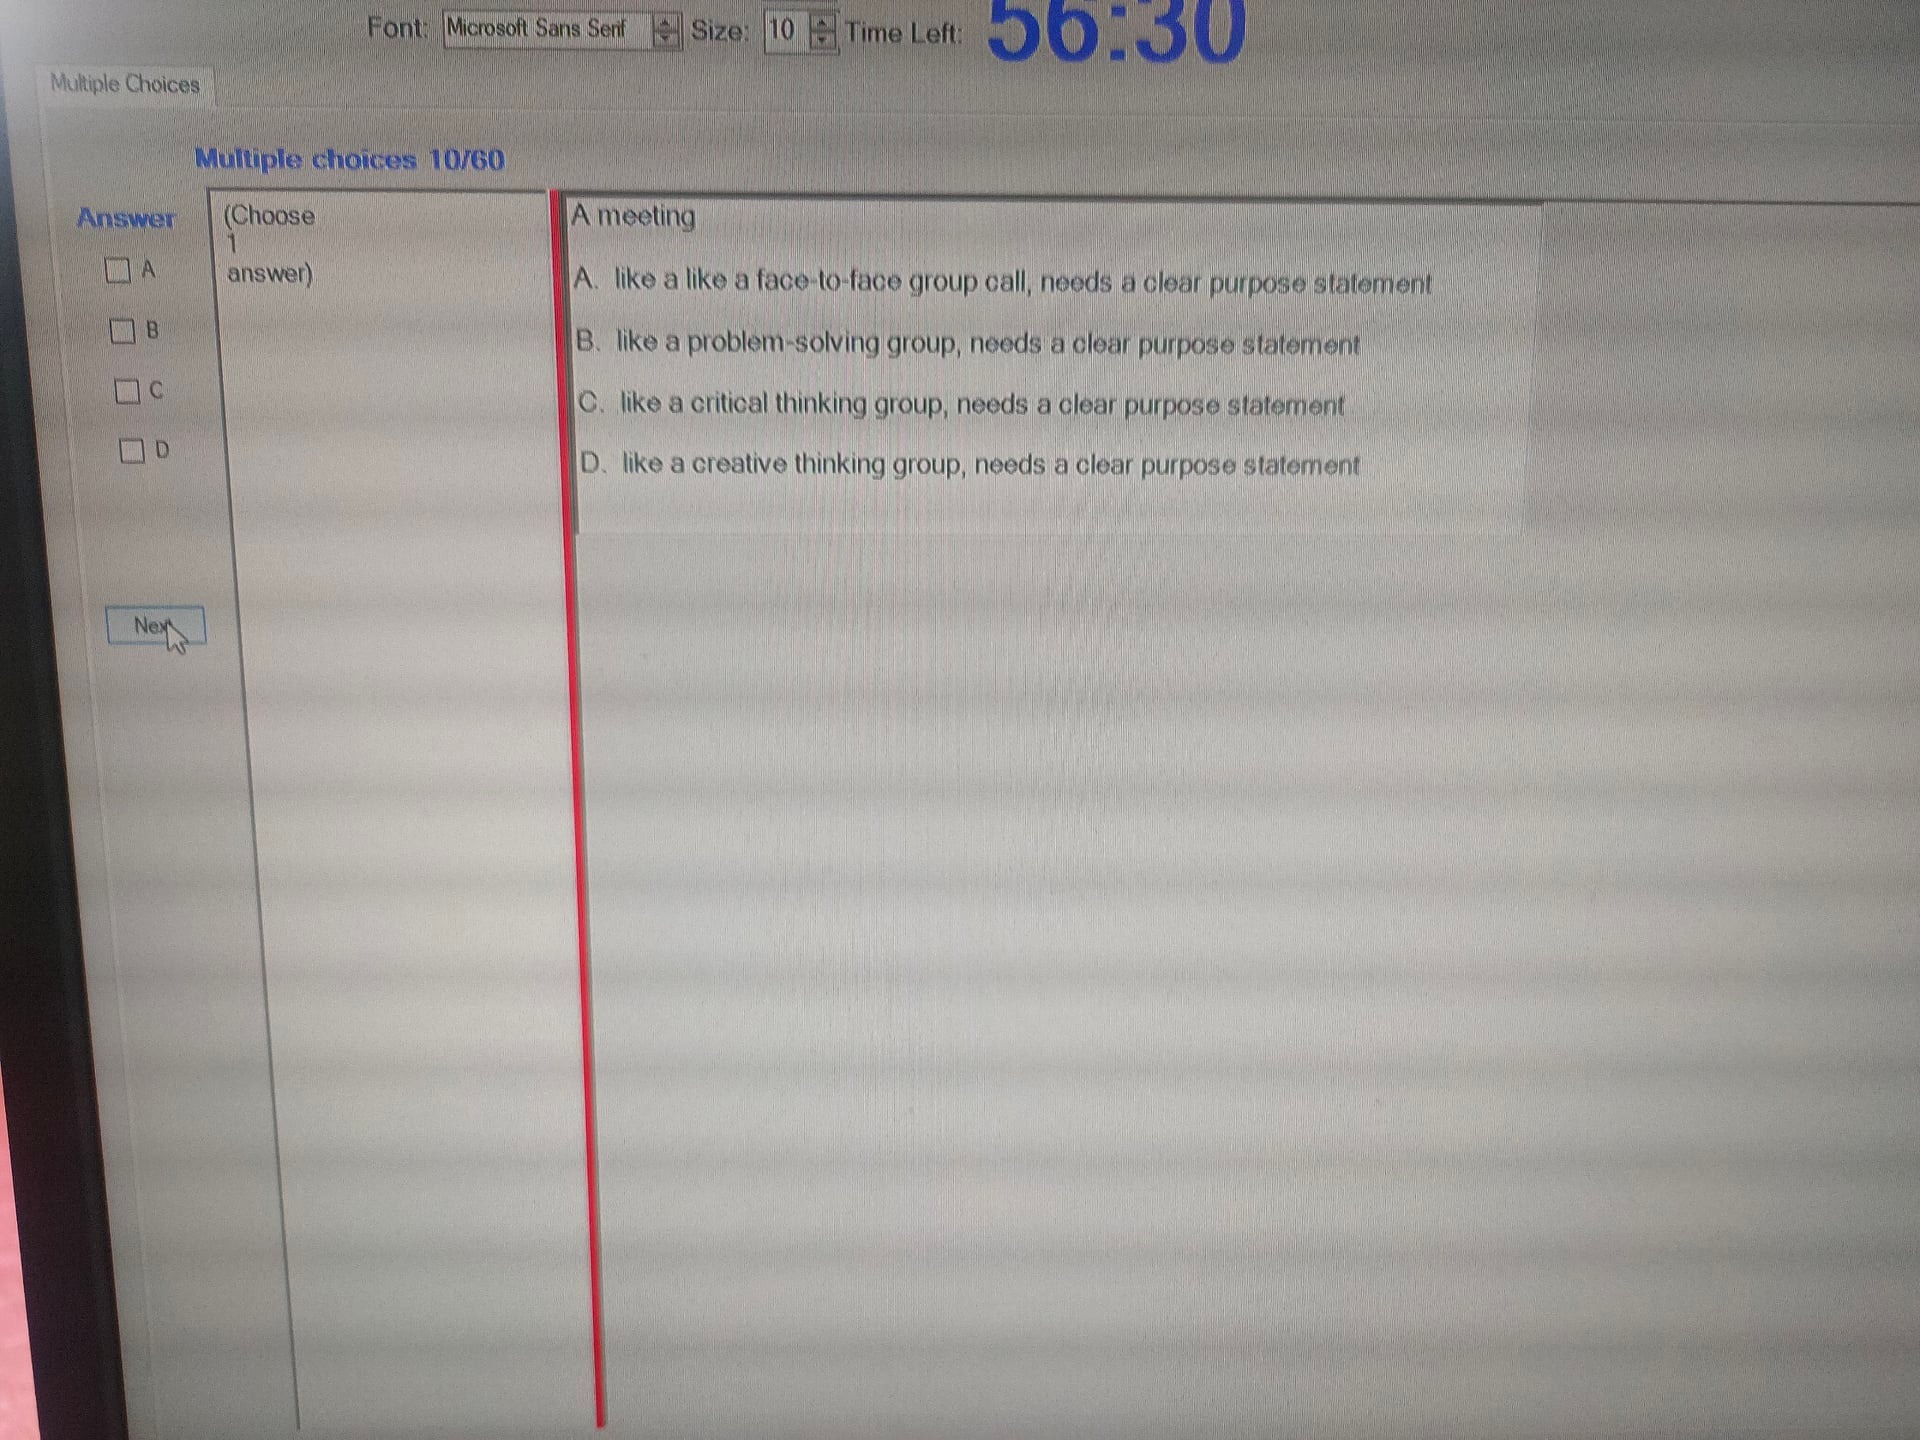 Font: Microsoft Sans Serif Size: 10 Time Left: 56:30
Multiple Choices
Multiple choices 10/60
Answer
A
B
C
D
Next
(Choose
1
answer)
A meeting
A. like a like a face-to-face group call, needs a clear purpose statement
B. like a problem-solving group, needs a clear purpose statement
C. like a critical thinking group, needs a clear purpose statement
D. like a creative thinking group, needs a clear purpose statement